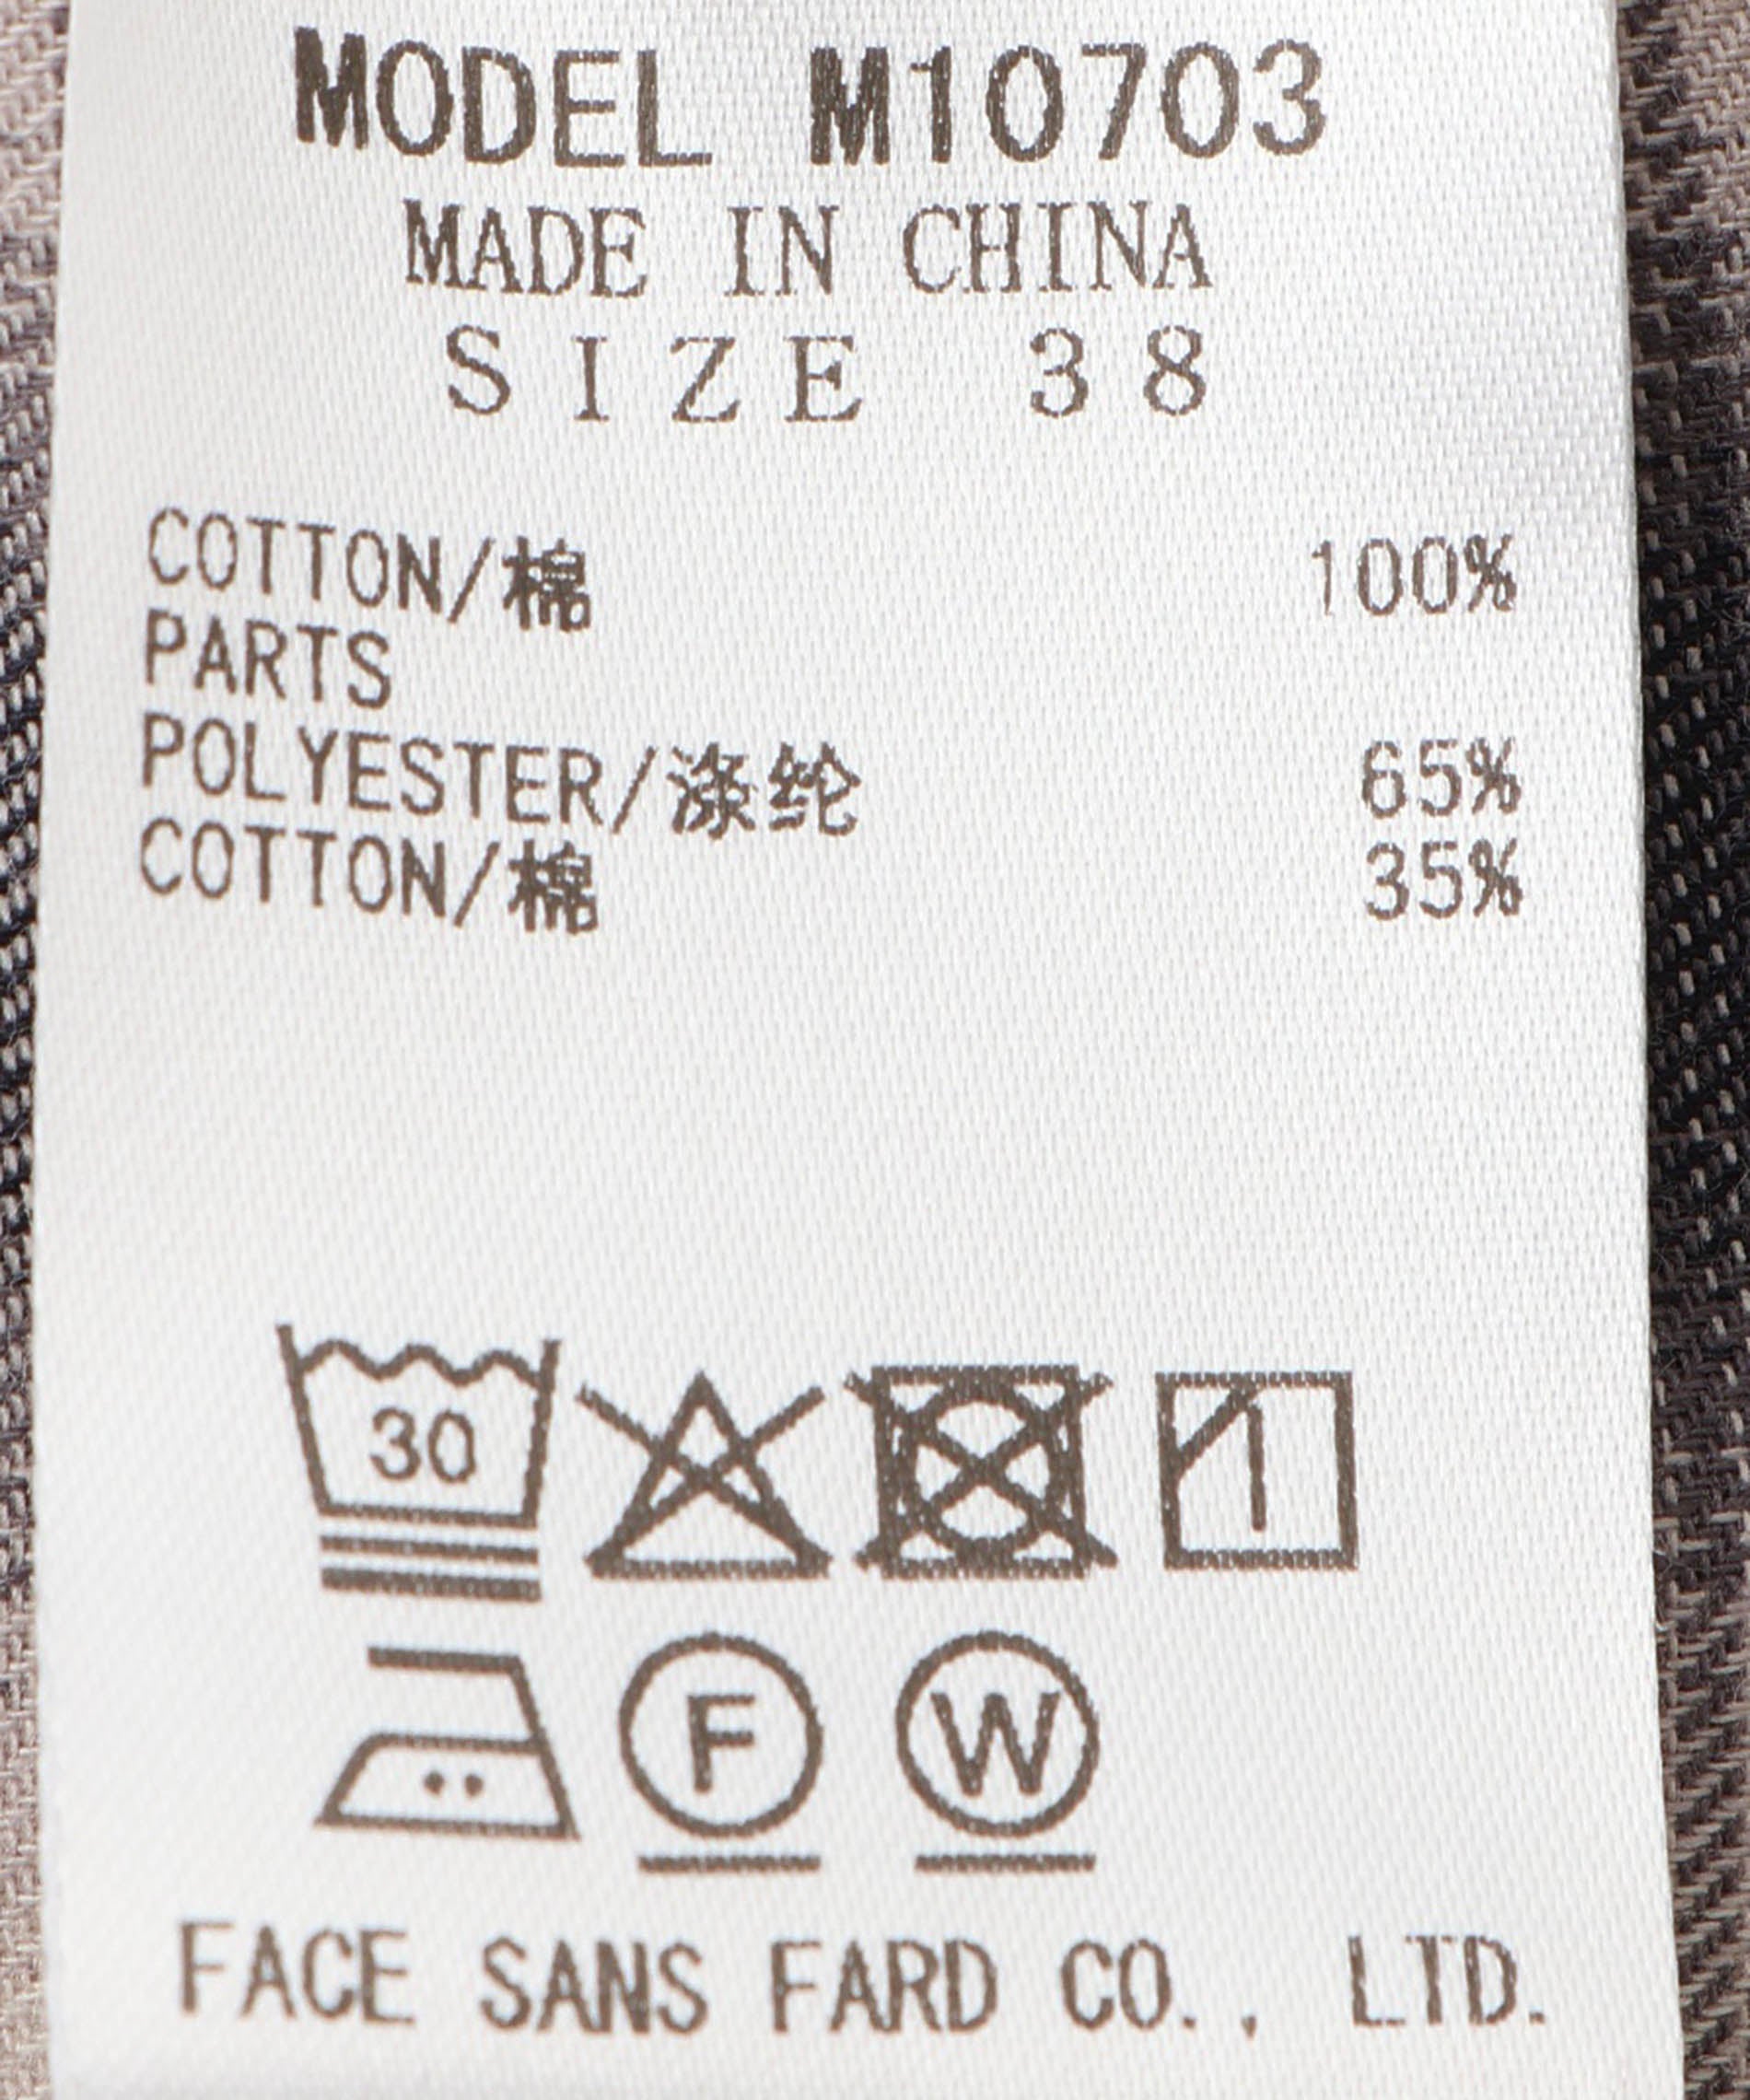 MODEL M10703
MADE IN CHINA
SIZE 38
COTTON/棉 100%
PARTS
POLYESTER/涤纶 65%
COTTON/棉 35%
30
F W
FACE SANS FARD CO., LTD.